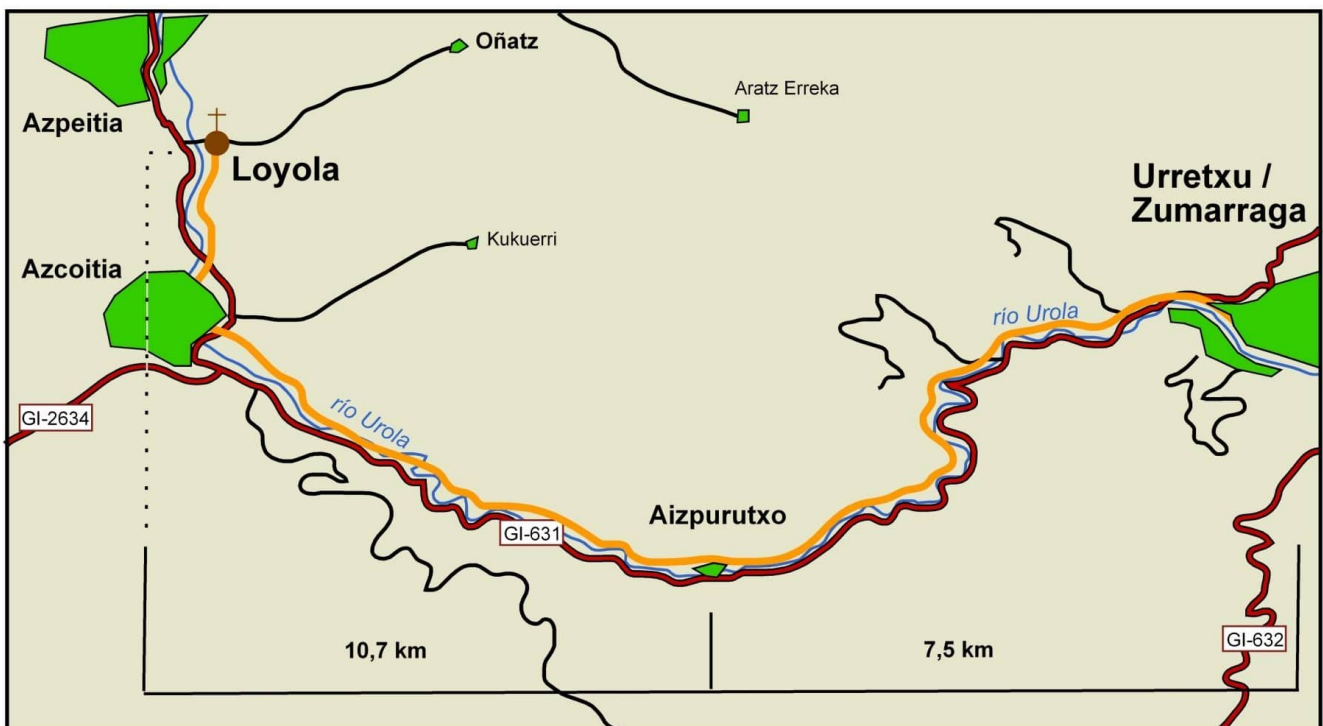 Oñatz
Aratz Erreka
Azpeitia
Loyola
Urretxu /
Zumarraga
Kukuerri
Azcoitia
río Urola
río Urola
GI-2634
Aizpurutxo
GI-631
GI-632
10,7 km
7,5 km